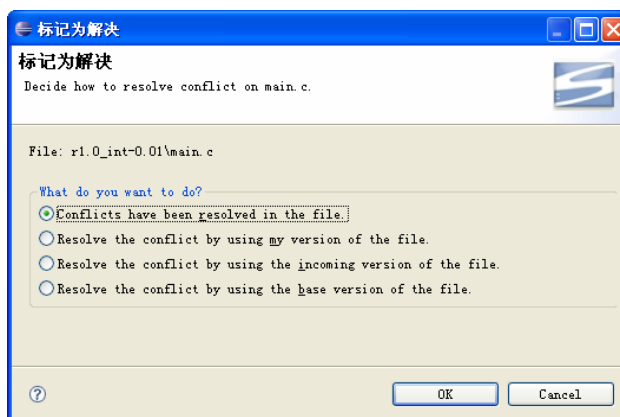 标记为解决
标记为解决
Decide how to resolve conflict on main.c.
File: r1.0_int-0.01\main.c
What do you want to do?
Conflicts have been resolved in the file.
Resolve the conflict by using my version of the file.
Resolve the conflict by using the incoming version of the file.
Resolve the conflict by using the base version of the file.
OK
Cancel